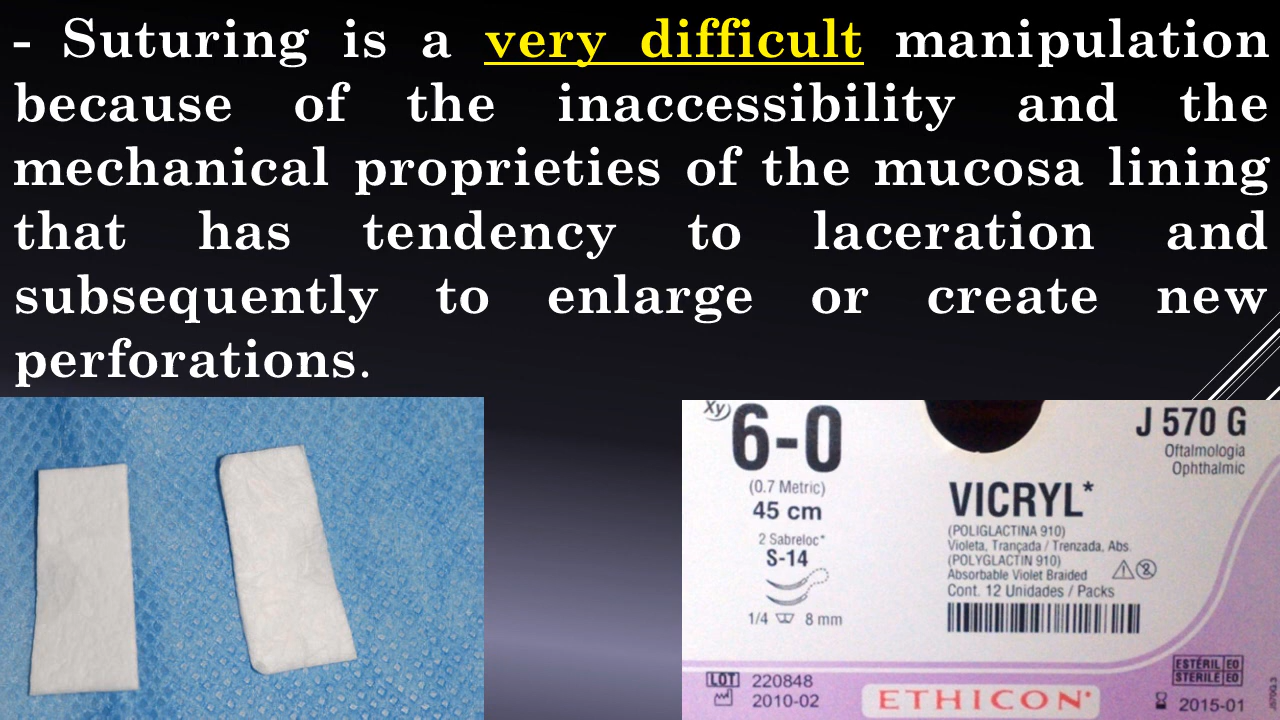 - Suturing is a very difficult manipulation
because of the inaccessibility and the
mechanical proprieties of the mucosa lining
that has tendency to laceration and
subsequently to enlarge or create new
perforations.
6-0
(0.7 Metric)
45 cm
2 Sabreloc*
S-14
1/4 8 mm
J 570 G
Oftalmologia
Ophthalmic
VICRYL*
(POLIGLACTINA 910)
Violeta, Trançada / Trenzada, Abs.
(POLYGLACTIN 910)
Absorbable Violet Braided
Cont. 12 Unidades / Packs
LOT 220848
2010-02
ETHICON*
ESTÉRIL EO
STERILE EO
2015-01